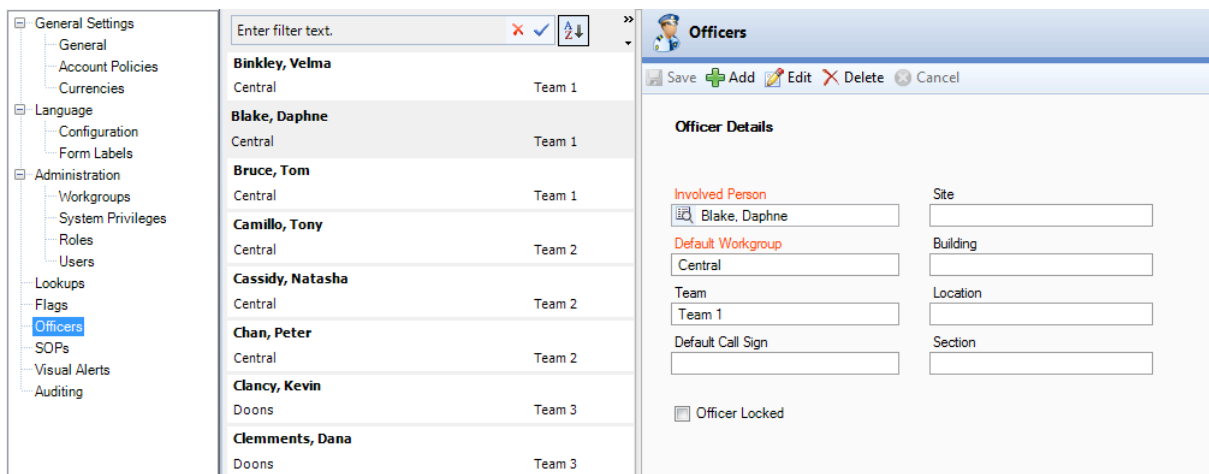 General Settings
General
Account Policies
Currencies
Language
Configuration
Form Labels
Administration
Workgroups
System Privileges
Roles
Users
Lookups
Flags
Officers
SOPs
Visual Alerts
Auditing
Enter filter text.
Binkley, Velma
Central Team 1
Blake, Daphne
Central Team 1
Bruce, Tom
Central Team 1
Camillo, Tony
Central Team 2
Cassidy, Natasha
Central Team 2
Chan, Peter
Central Team 2
Clancy, Kevin
Doons Team 3
Clemments, Dana
Doons Team 3
Officers
Save Add Edit Delete Cancel
Officer Details
Involved Person Site
Blake, Daphne
Default Workgroup Building
Central
Team Location
Team 1
Default Call Sign Section
Officer Locked